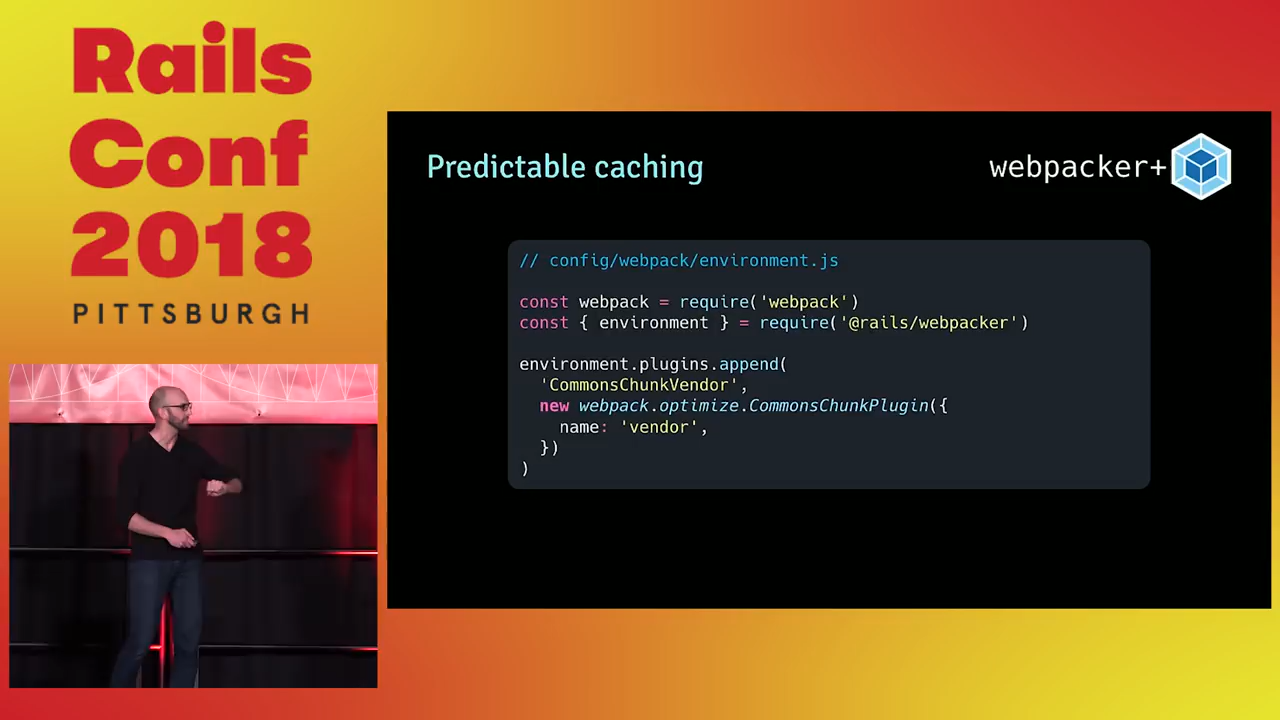 Rails
Conf
2018
PITTSBURGH
Predictable caching
webpacker+
// config/webpack/environment.js
const webpack = require('webpack')
const { environment } = require('@rails/webpacker')
environment.plugins.append(
  'CommonsChunkVendor',
  new webpack.optimize.CommonsChunkPlugin({
    name: 'vendor',
  })
)